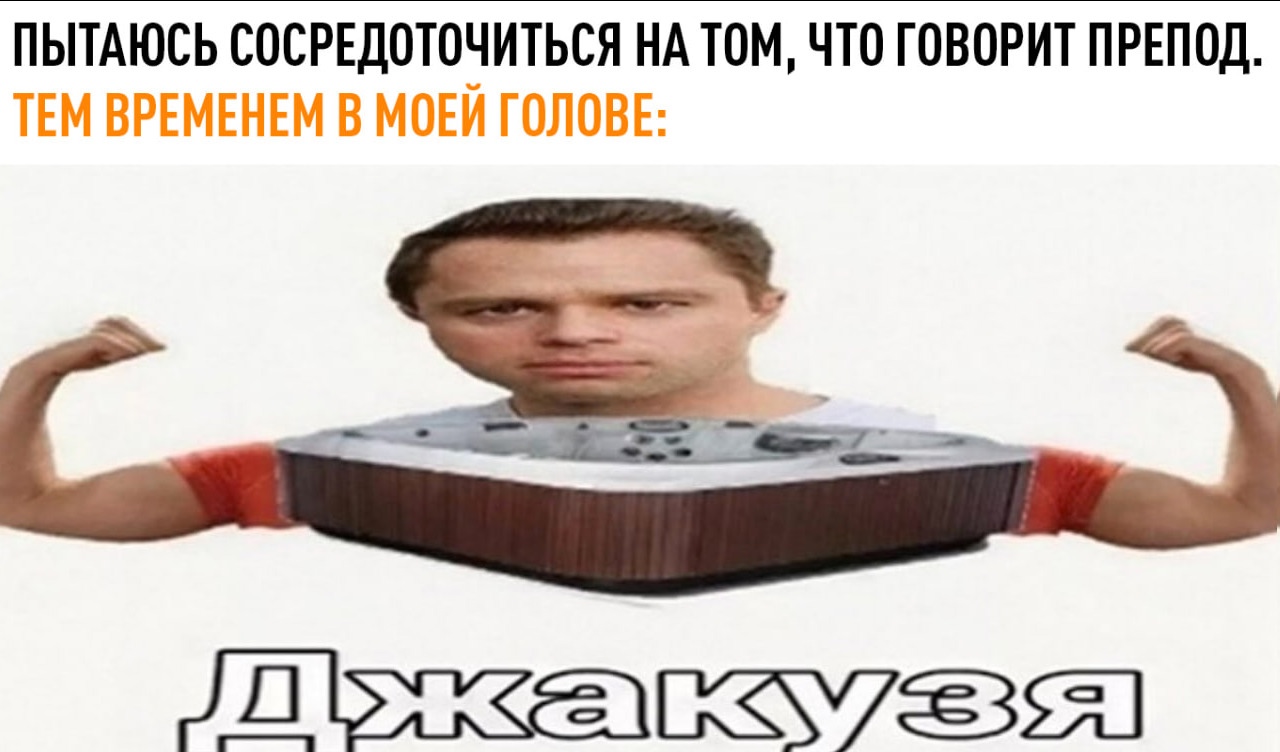 ПЫТАЮСЬ СОСРЕДОТОЧИТЬСЯ НА ТОМ, ЧТО ГОВОРИТ ПРЕПОД.
ТЕМ ВРЕМЕНЕМ В МОЕЙ ГОЛОВЕ:
Джакузя